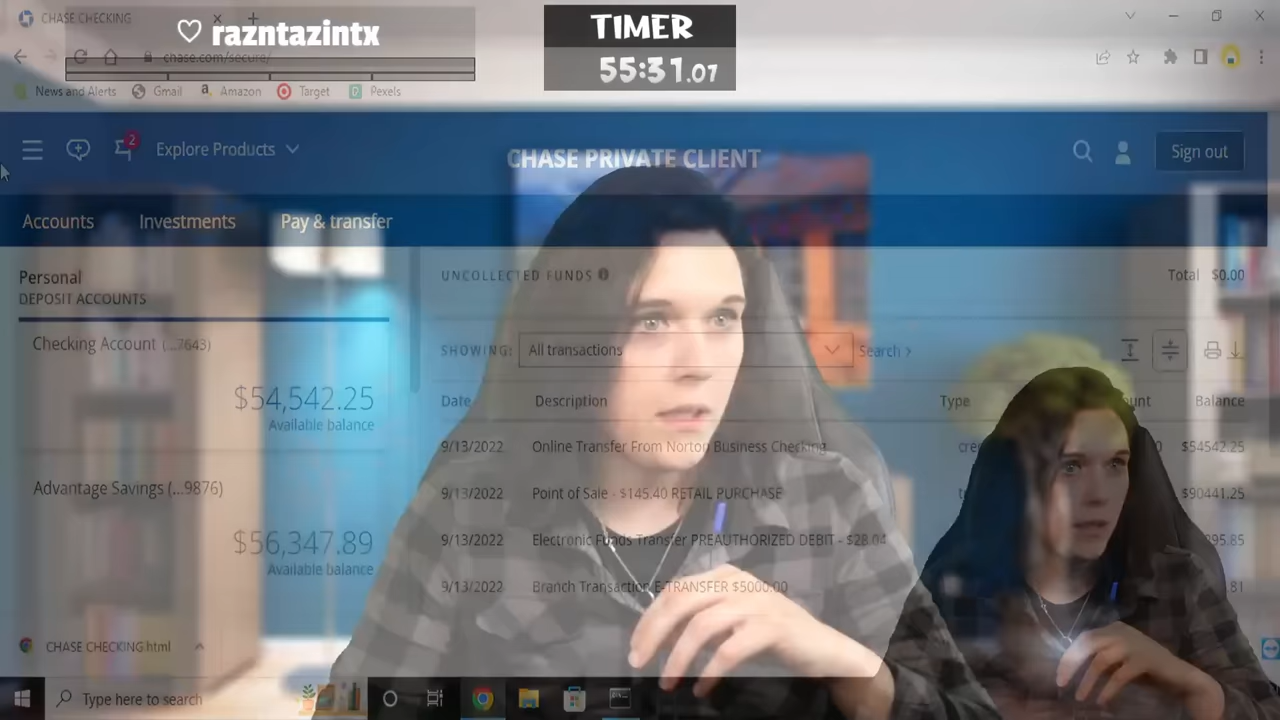 CHASE CHECKING
♡ razntazintx
TIMER
55:31.07
chase.com/secure/
News and Alerts Gmail Amazon Target Pexels
2
Explore Products
CHASE PRIVATE CLIENT
Sign out
Accounts Investments Pay & transfer
Personal
DEPOSIT ACCOUNTS
UNCOLLECTED FUNDS
Total $0.00
Checking Account (...7643)
SHOWING: All transactions
Search
$54,542.25
Available balance
Date Description Type Balance
9/13/2022 Online Transfer From Norton Business Checking $54542.25
Advantage Savings (...9876)
9/13/2022 Point of Sale - $145.40 RETAIL PURCHASE $90441.25
$56,347.89
Available balance
9/13/2022 Electronic Funds Transfer PREAUTHORIZED DEBIT - $28.04
9/13/2022 Branch Transaction E-TRANSFER $5000.00
CHASE CHECKING.html
Type here to search